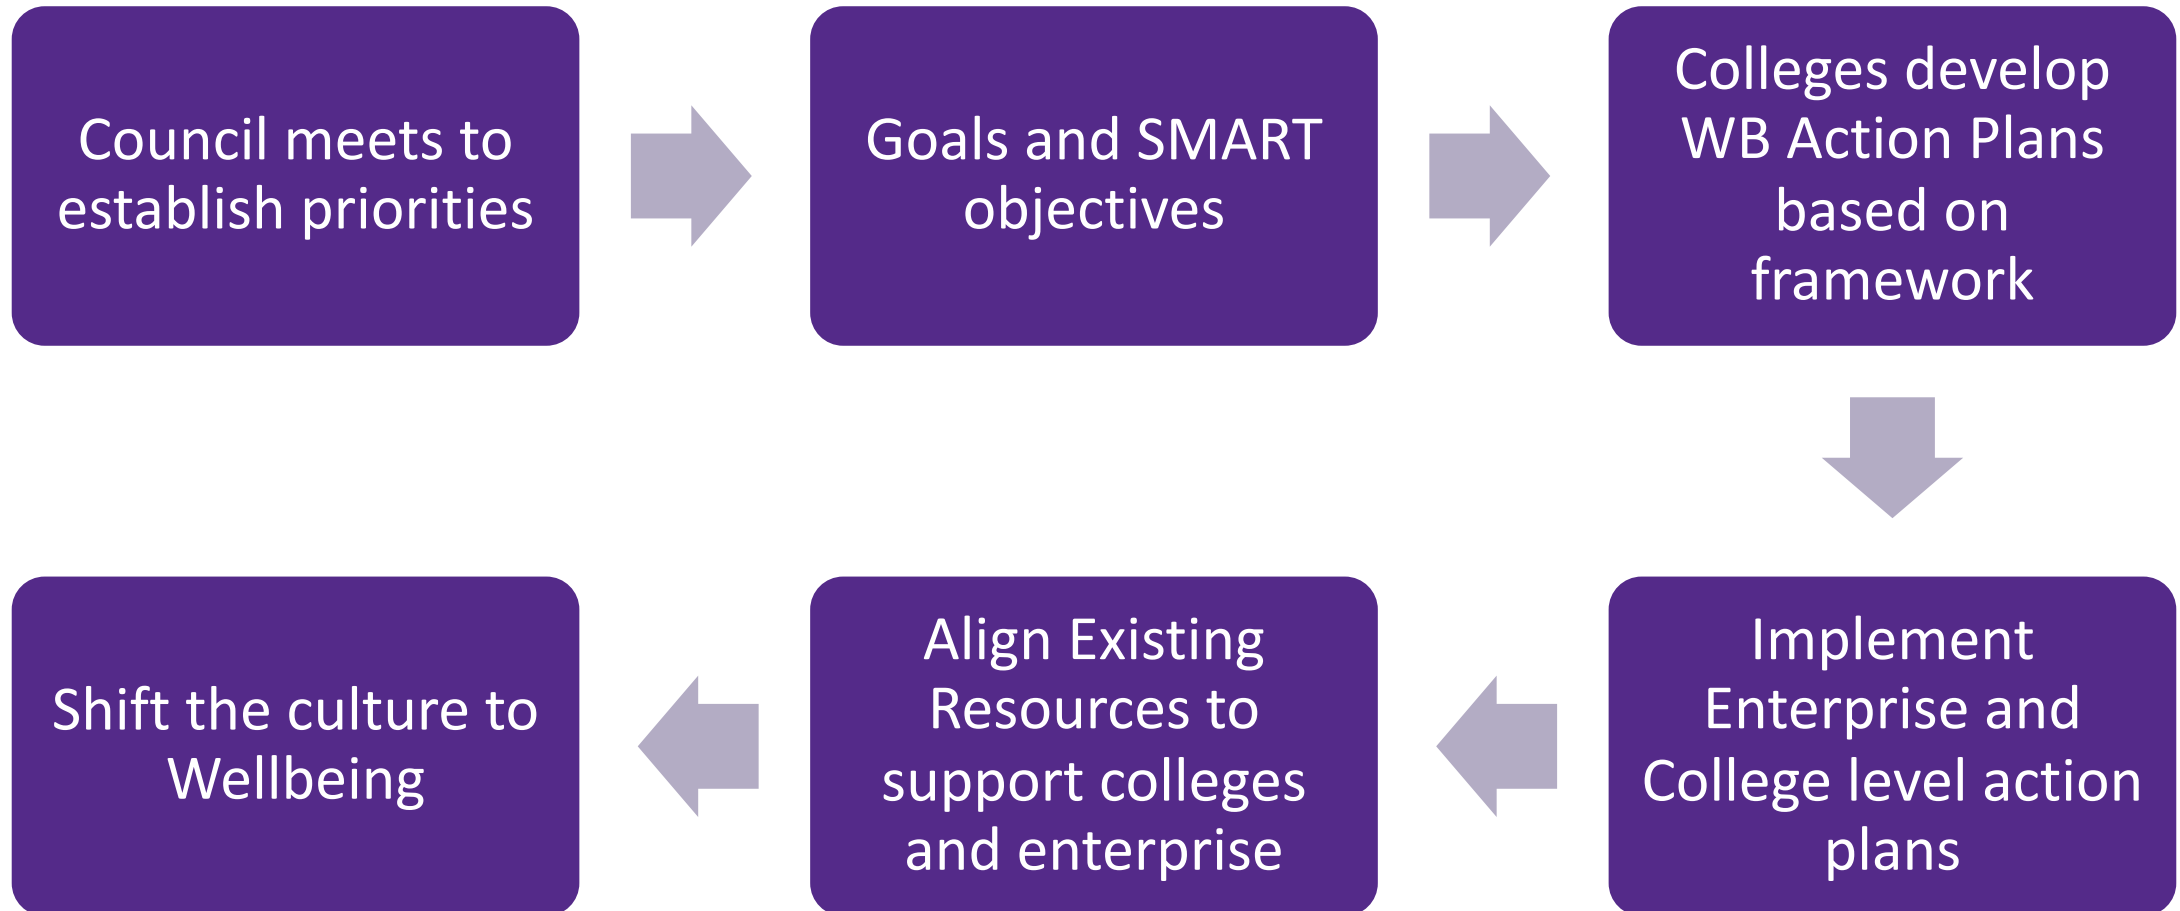 Council meets to
establish priorities
Goals and SMART
objectives
Colleges develop
WB Action Plans
based on
framework
Implement
Enterprise and
College level action
plans
Align Existing
Resources to
support colleges
and enterprise
Shift the culture to
Wellbeing